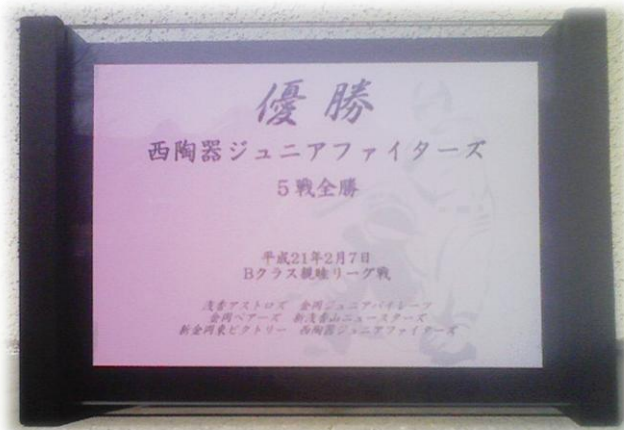 優勝
西陶器ジュニアファイターズ
5戦全勝
平成21年2月7日
Bクラス親睦リーグ戦
浅香アストロズ 金岡ジュニアパイレーツ
金岡ベアーズ 新浅香山ニュースターズ
新金岡東ビクトリー 西陶器ジュニアファイターズ